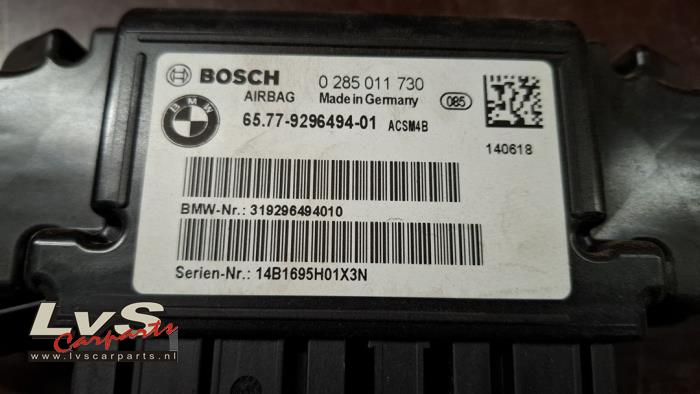 BOSCH 0 285 011 730
AIRBAG Made in Germany 085
BMW 65.77-9296494-01 ACSM4B
140618
BMW-Nr.: 319296494010
Serien-Nr.: 14B1695H01X3N
LvS
Carparts
www.lvscarparts.nl